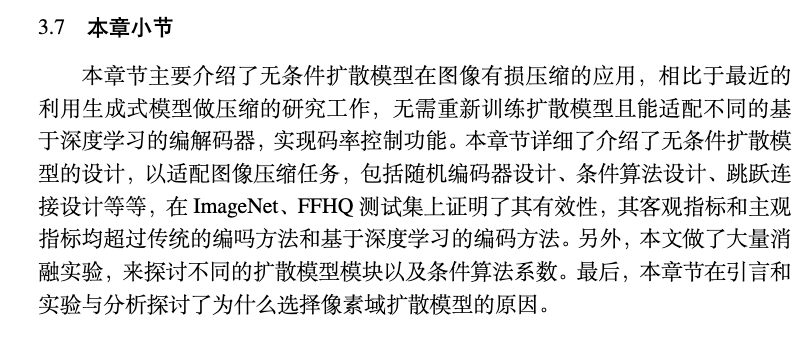 3.7 本章小节
本章节主要介绍了无条件扩散模型在图像有损压缩的应用，相比于最近的
利用生成式模型做压缩的研究工作，无需重新训练扩散模型且能适配不同的基
于深度学习的编解码器，实现码率控制功能。本章节详细了介绍了无条件扩散模
型的设计，以适配图像压缩任务，包括随机编码器设计、条件算法设计、跳跃连
接设计等等，在 ImageNet、FFHQ 测试集上证明了其有效性，其客观指标和主观
指标均超过传统的编吗方法和基于深度学习的编码方法。另外，本文做了大量消
融实验，来探讨不同的扩散模型模块以及条件算法系数。最后，本章节在引言和
实验与分析探讨了为什么选择像素域扩散模型的原因。